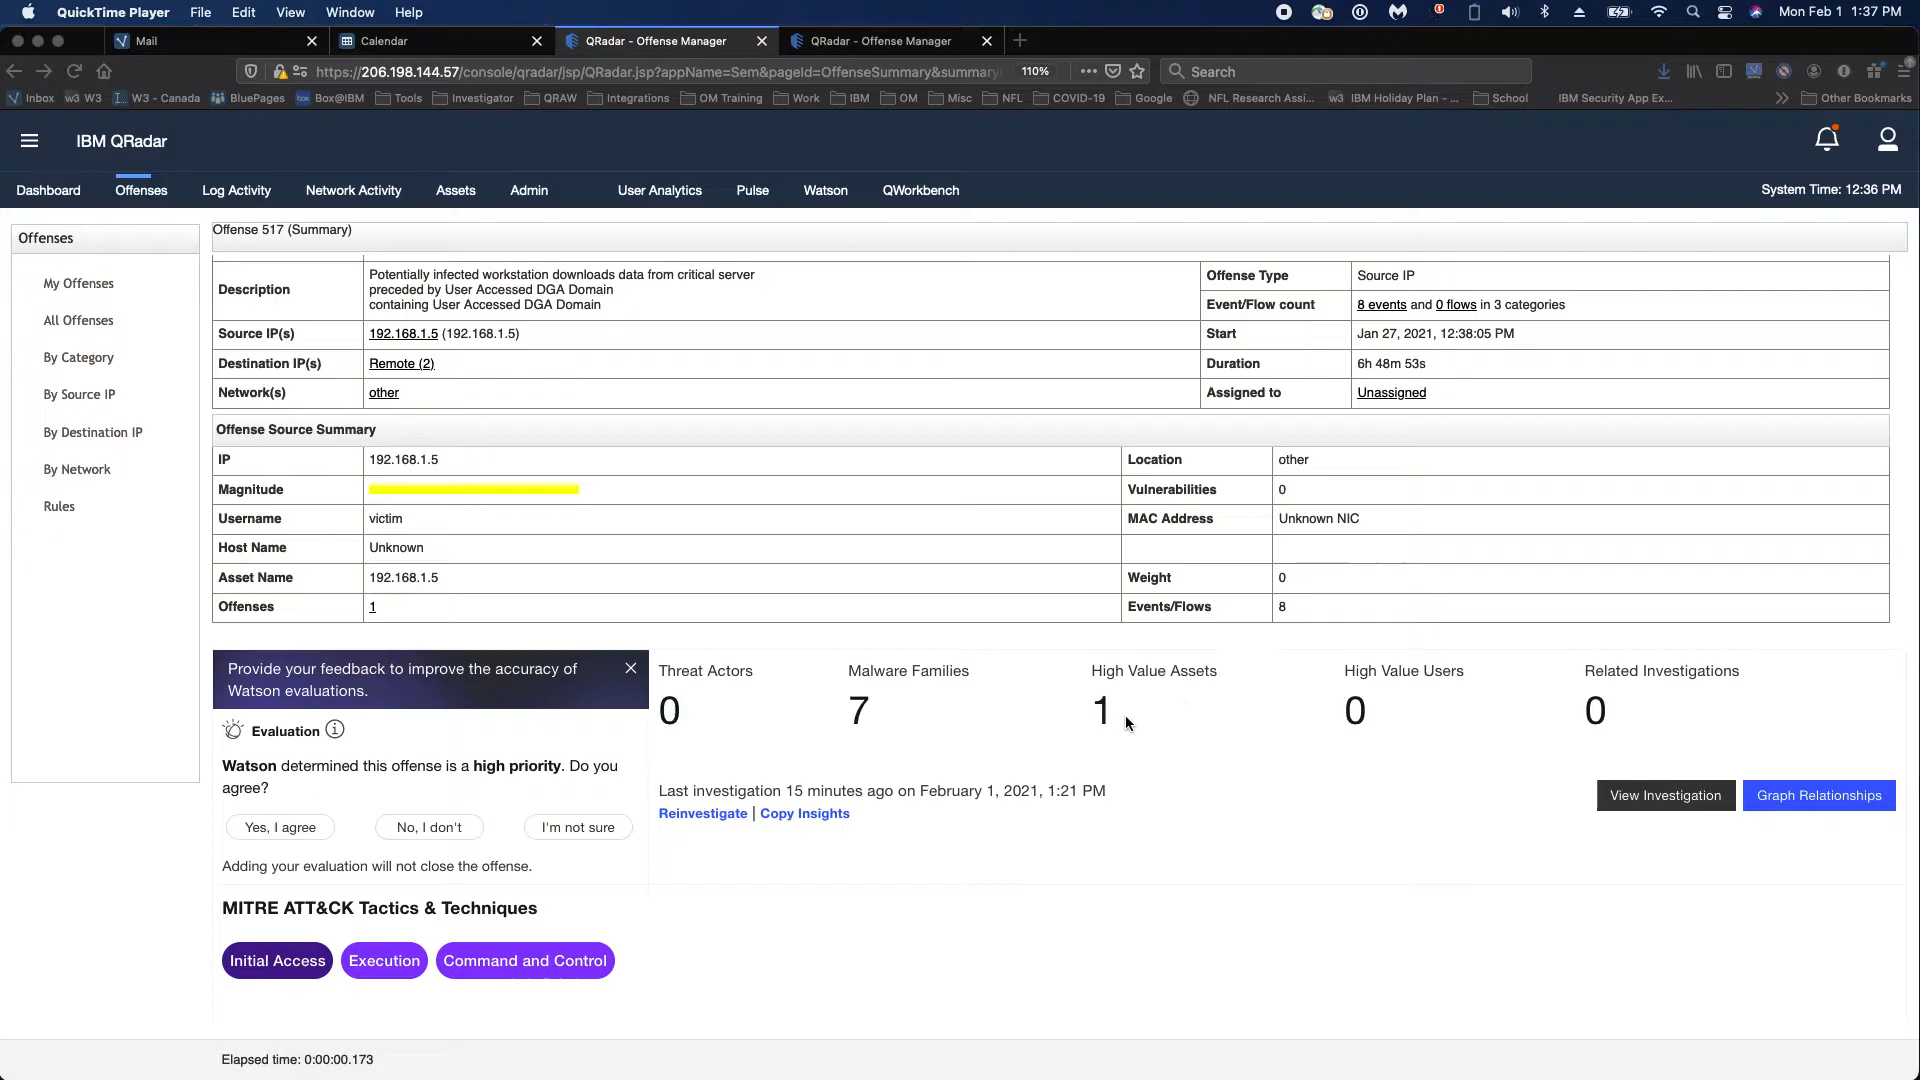 QuickTime Player File Edit View Window Help
Mon Feb 1 1:37 PM
Mail
Calendar
QRadar - Offense Manager
QRadar - Offense Manager
https://206.198.144.57/console/qradar/jsp/QRadar.jsp?appName=Sem&pageId=OffenseSummary&summary
110%
Search
Inbox w3 W3 W3 - Canada BluePages Box@IBM Tools Investigator QRAW Integrations OM Training Work IBM OM Misc NFL COVID-19 Google NFL Research Assi... w3 IBM Holiday Plan - ... School IBM Security App Ex... Other Bookmarks
IBM QRadar
Dashboard Offenses Log Activity Network Activity Assets Admin User Analytics Pulse Watson QWorkbench
System Time: 12:36 PM
Offenses
My Offenses
All Offenses
By Category
By Source IP
By Destination IP
By Network
Rules
Offense 517 (Summary)
Description
Potentially infected workstation downloads data from critical server
preceded by User Accessed DGA Domain
containing User Accessed DGA Domain
Offense Type Source IP
Event/Flow count 8 events and 0 flows in 3 categories
Source IP(s) 192.168.1.5 (192.168.1.5) Start Jan 27, 2021, 12:38:05 PM
Destination IP(s) Remote (2) Duration 6h 48m 53s
Network(s) other Assigned to Unassigned
Offense Source Summary
IP 192.168.1.5 Location other
Magnitude Vulnerabilities 0
Username victim MAC Address Unknown NIC
Host Name Unknown
Asset Name 192.168.1.5 Weight 0
Offenses 1 Events/Flows 8
Provide your feedback to improve the accuracy of
Watson evaluations.
Evaluation
Watson determined this offense is a high priority. Do you
agree?
Yes, I agree No, I don't I'm not sure
Adding your evaluation will not close the offense.
Threat Actors Malware Families High Value Assets High Value Users Related Investigations
0 7 1 0 0
Last investigation 15 minutes ago on February 1, 2021, 1:21 PM
Reinvestigate | Copy Insights
View Investigation Graph Relationships
MITRE ATT&CK Tactics & Techniques
Initial Access Execution Command and Control
Elapsed time: 0:00:00.173